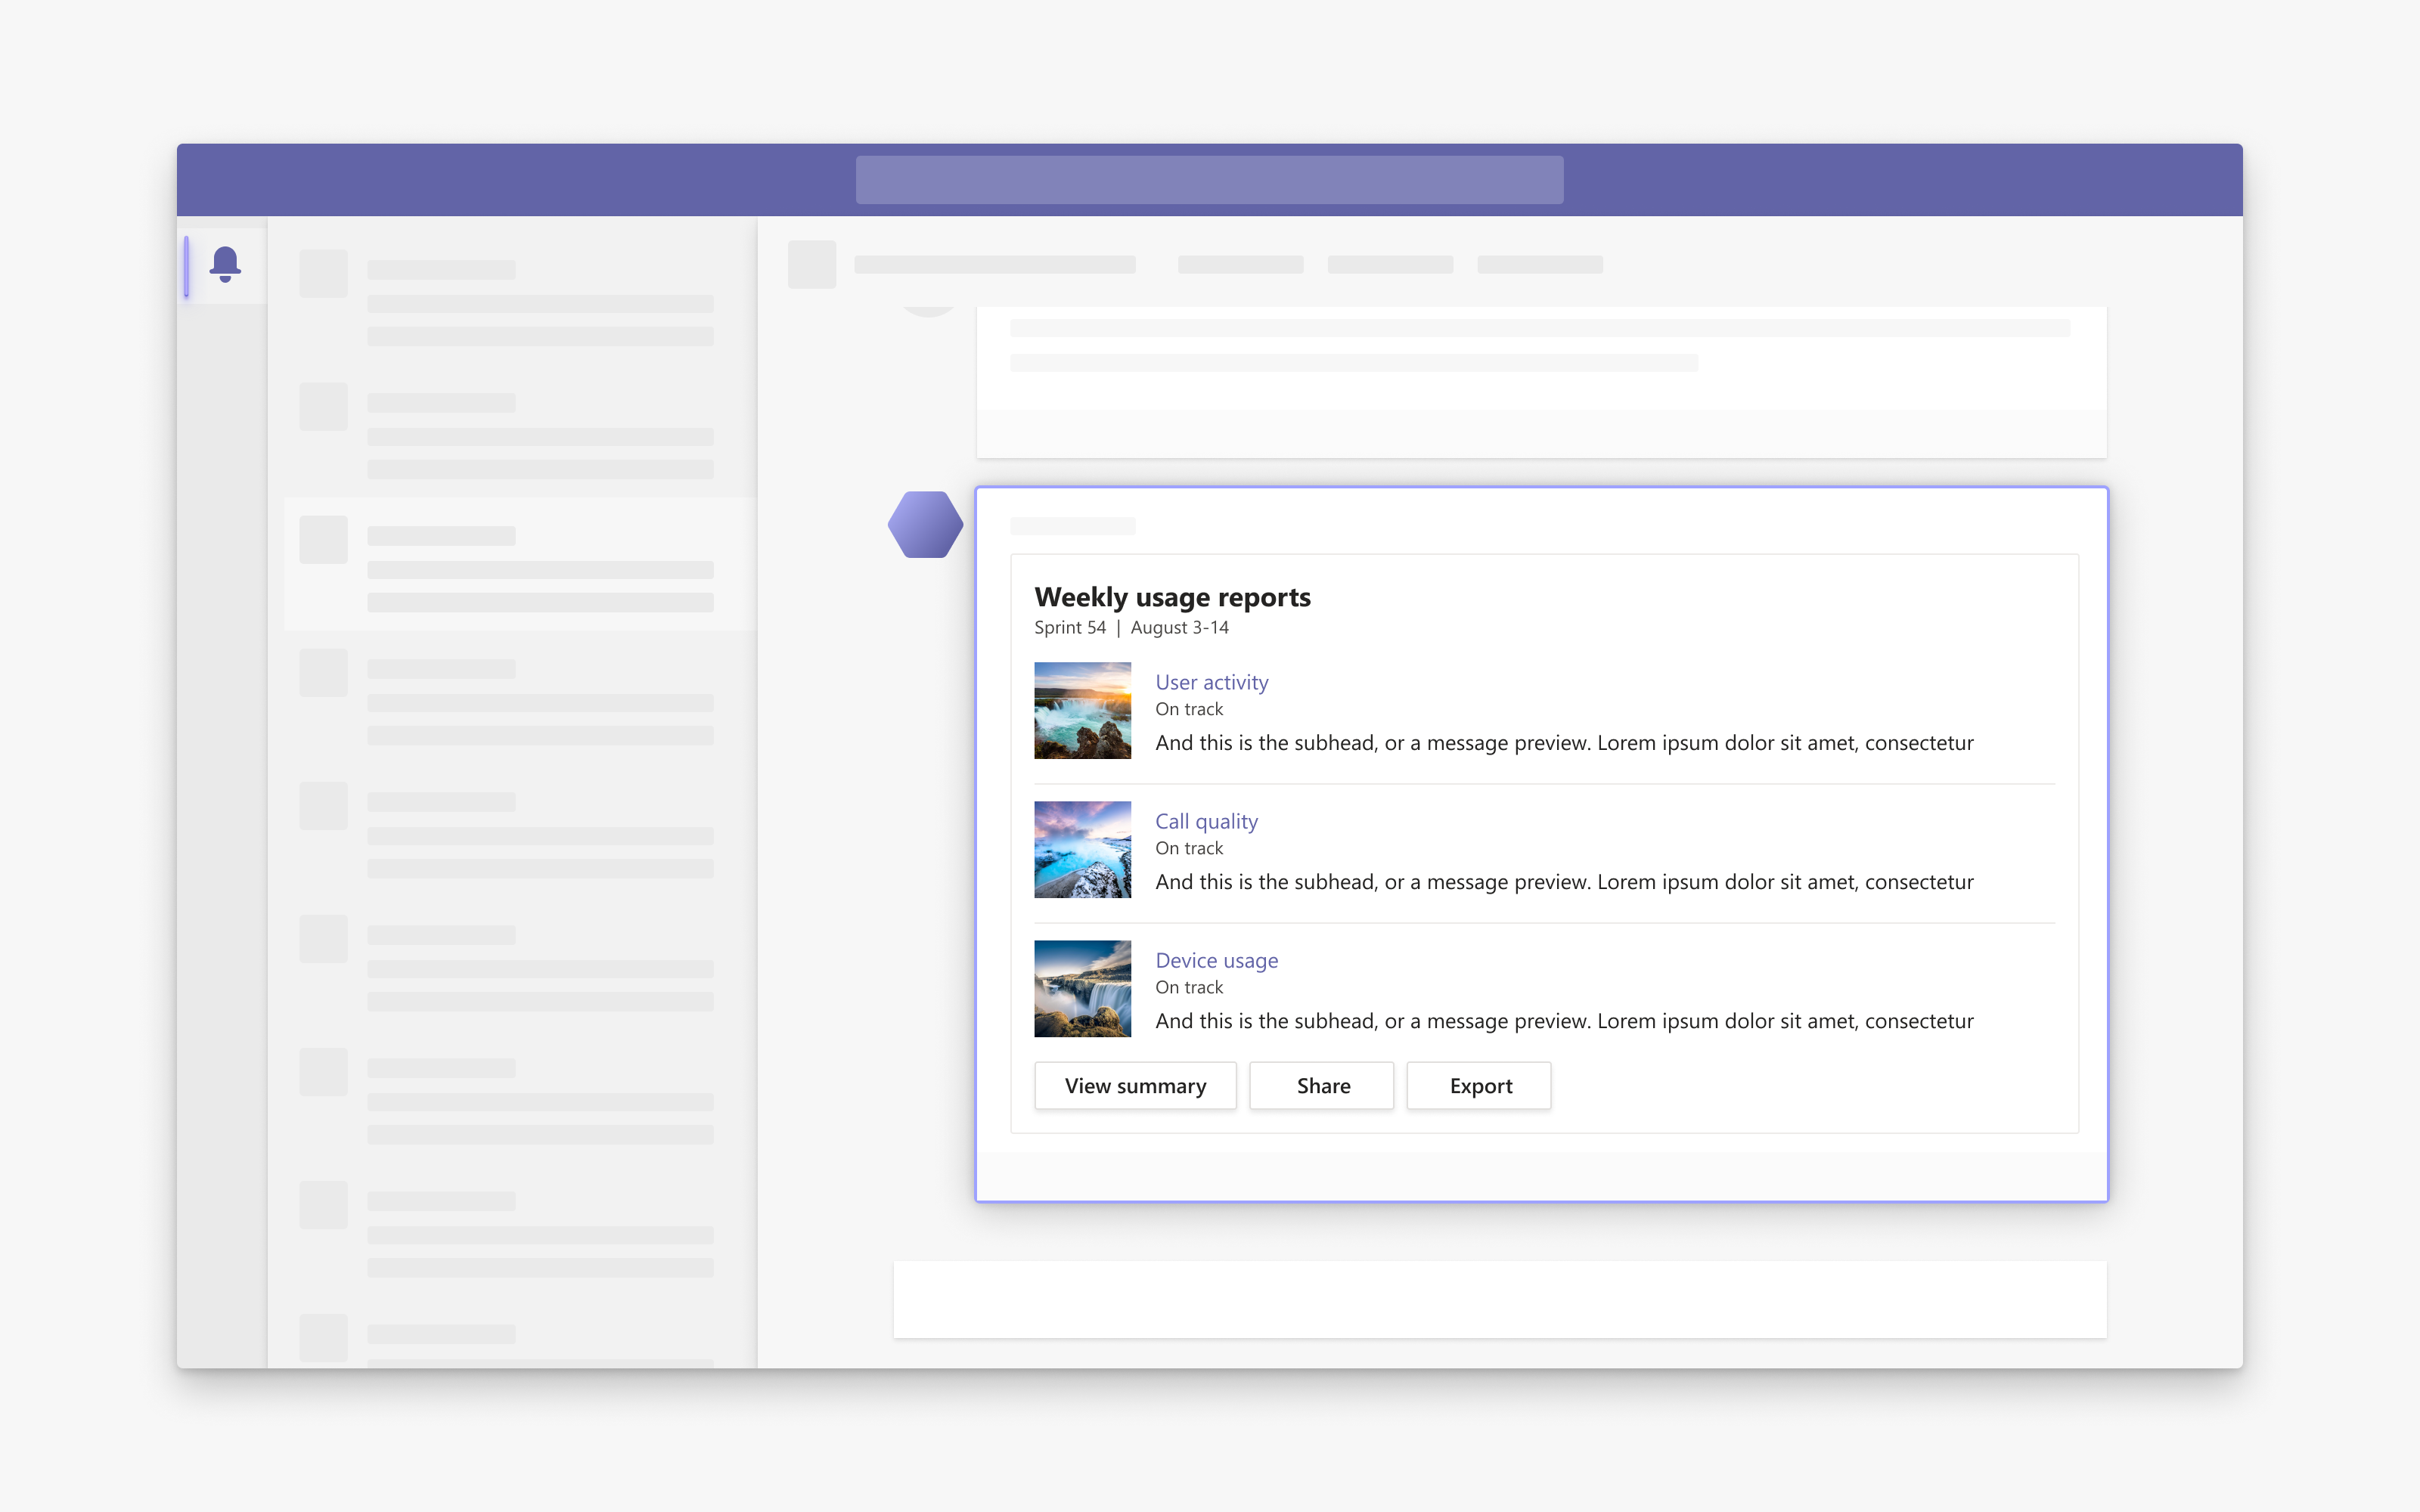 Weekly usage reports
Sprint 54 | August 3-14
User activity
On track
And this is the subhead, or a message preview. Lorem ipsum dolor sit amet, consectetur
Call quality
On track
And this is the subhead, or a message preview. Lorem ipsum dolor sit amet, consectetur
Device usage
On track
And this is the subhead, or a message preview. Lorem ipsum dolor sit amet, consectetur
View summary
Share
Export